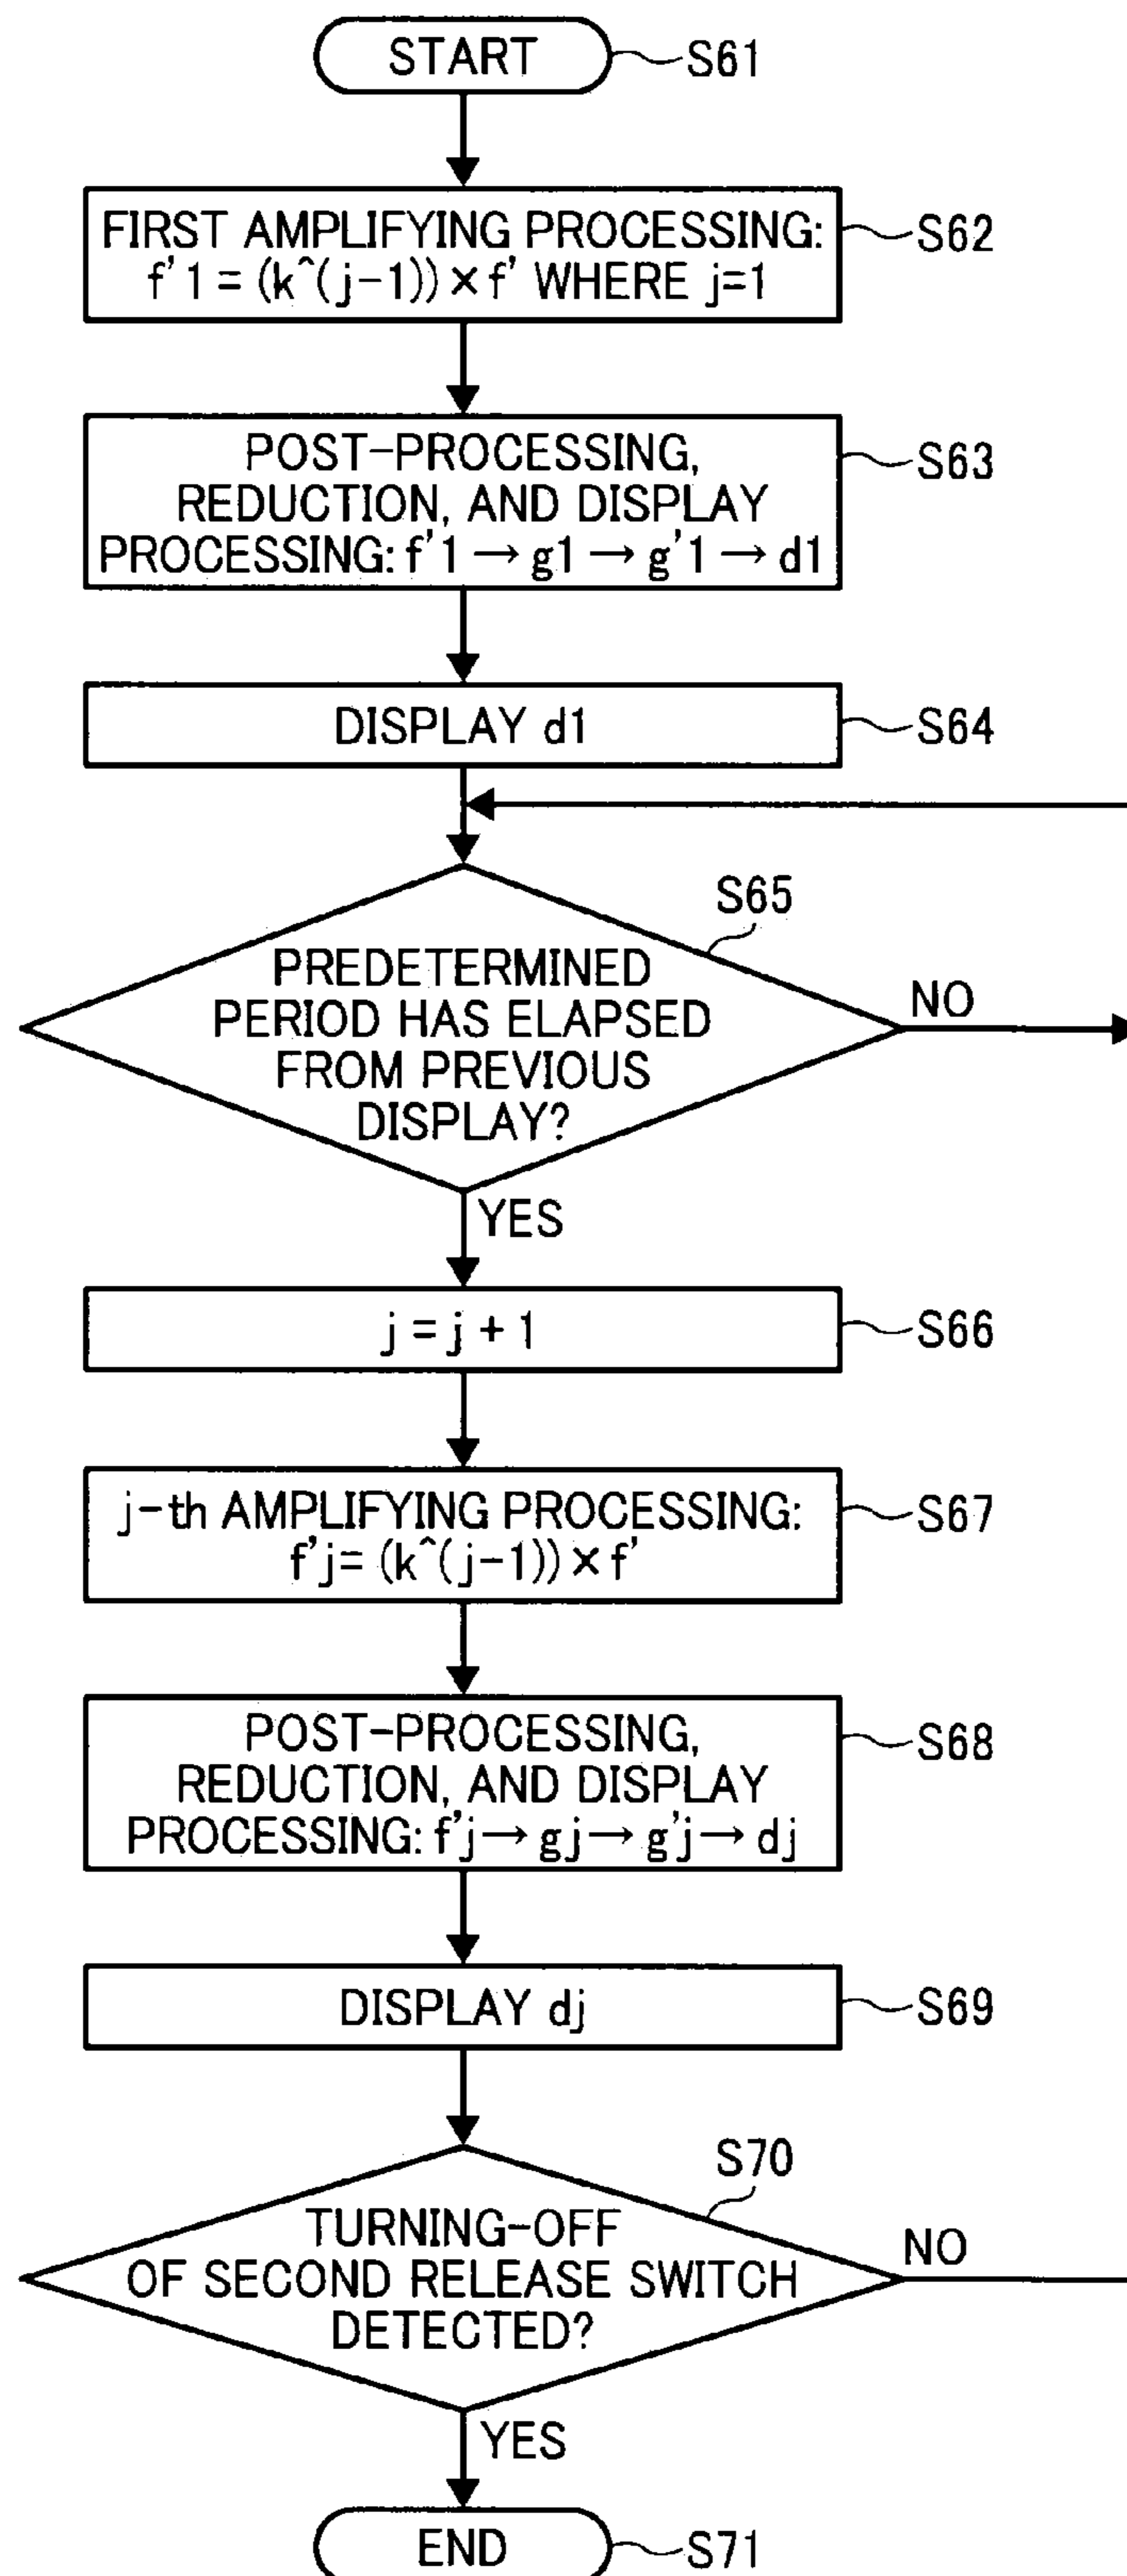 START
S61
FIRST AMPLIFYING PROCESSING:
f'1 = (k^(j-1)) × f' WHERE j=1
S62
POST-PROCESSING,
REDUCTION, AND DISPLAY
PROCESSING: f'1 → g1 → g'1 → d1
S63
DISPLAY d1
S64
S65
PREDETERMINED
PERIOD HAS ELAPSED
FROM PREVIOUS
DISPLAY?
NO
YES
j = j + 1
S66
j-th AMPLIFYING PROCESSING:
f'j= (k^(j-1)) × f'
S67
POST-PROCESSING,
REDUCTION, AND DISPLAY
PROCESSING: f'j → gj → g'j → dj
S68
DISPLAY dj
S69
S70
TURNING-OFF
OF SECOND RELEASE SWITCH
DETECTED?
NO
YES
END
S71